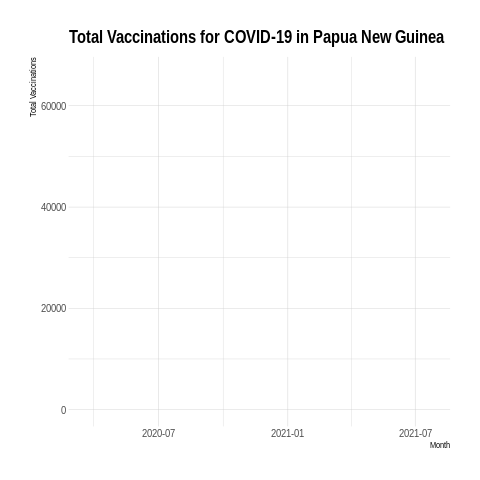 Total Vaccinations for COVID-19 in Papua New Guinea
Total Vaccinations
60000
40000
20000
0
2020-07 2021-01 2021-07
Month